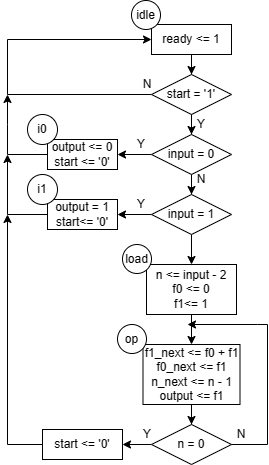 idle
ready <= 1
N
start = '1'
Y
i0
output <= 0
start <= '0'
Y
input = 0
N
i1
output = 1
start<= '0'
Y
input = 1
load
n <= input - 2
f0 <= 0
f1<= 1
op
f1_next <= f0 + f1
f0_next <= f1
n_next <= n - 1
output <= f1
start <= '0'
Y
n = 0
N